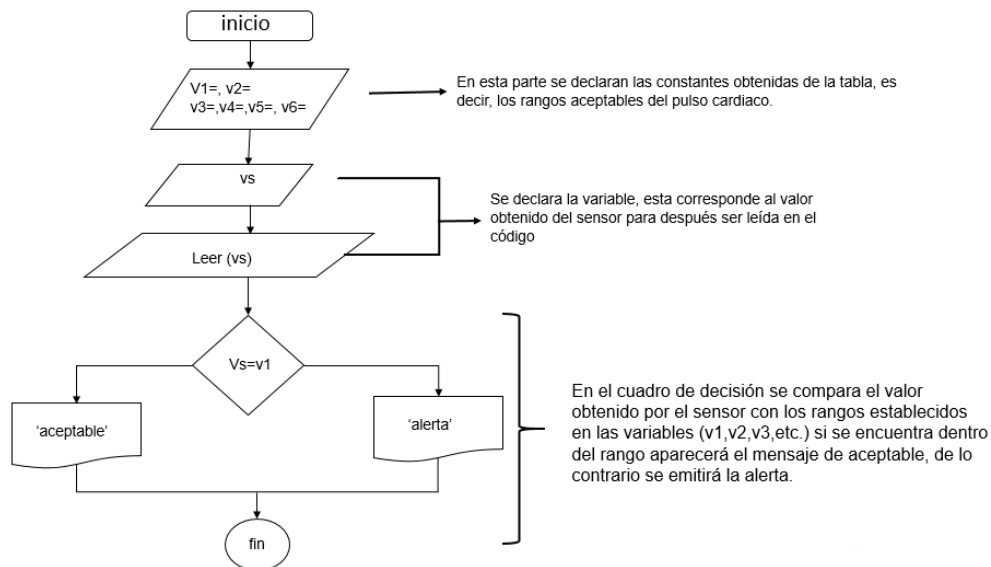 inicio
V1=, v2=
v3=,v4=,v5=, v6=
En esta parte se declaran las constantes obtenidas de la tabla, es
decir, los rangos aceptables del pulso cardiaco.
vs
Se declara la variable, esta corresponde al valor
obtenido del sensor para después ser leída en el
código
Leer (vs)
Vs=v1
'aceptable'
'alerta'
En el cuadro de decisión se compara el valor
obtenido por el sensor con los rangos establecidos
en las variables (v1,v2,v3,etc.) si se encuentra dentro
del rango aparecerá el mensaje de aceptable, de lo
contrario se emitirá la alerta.
fin